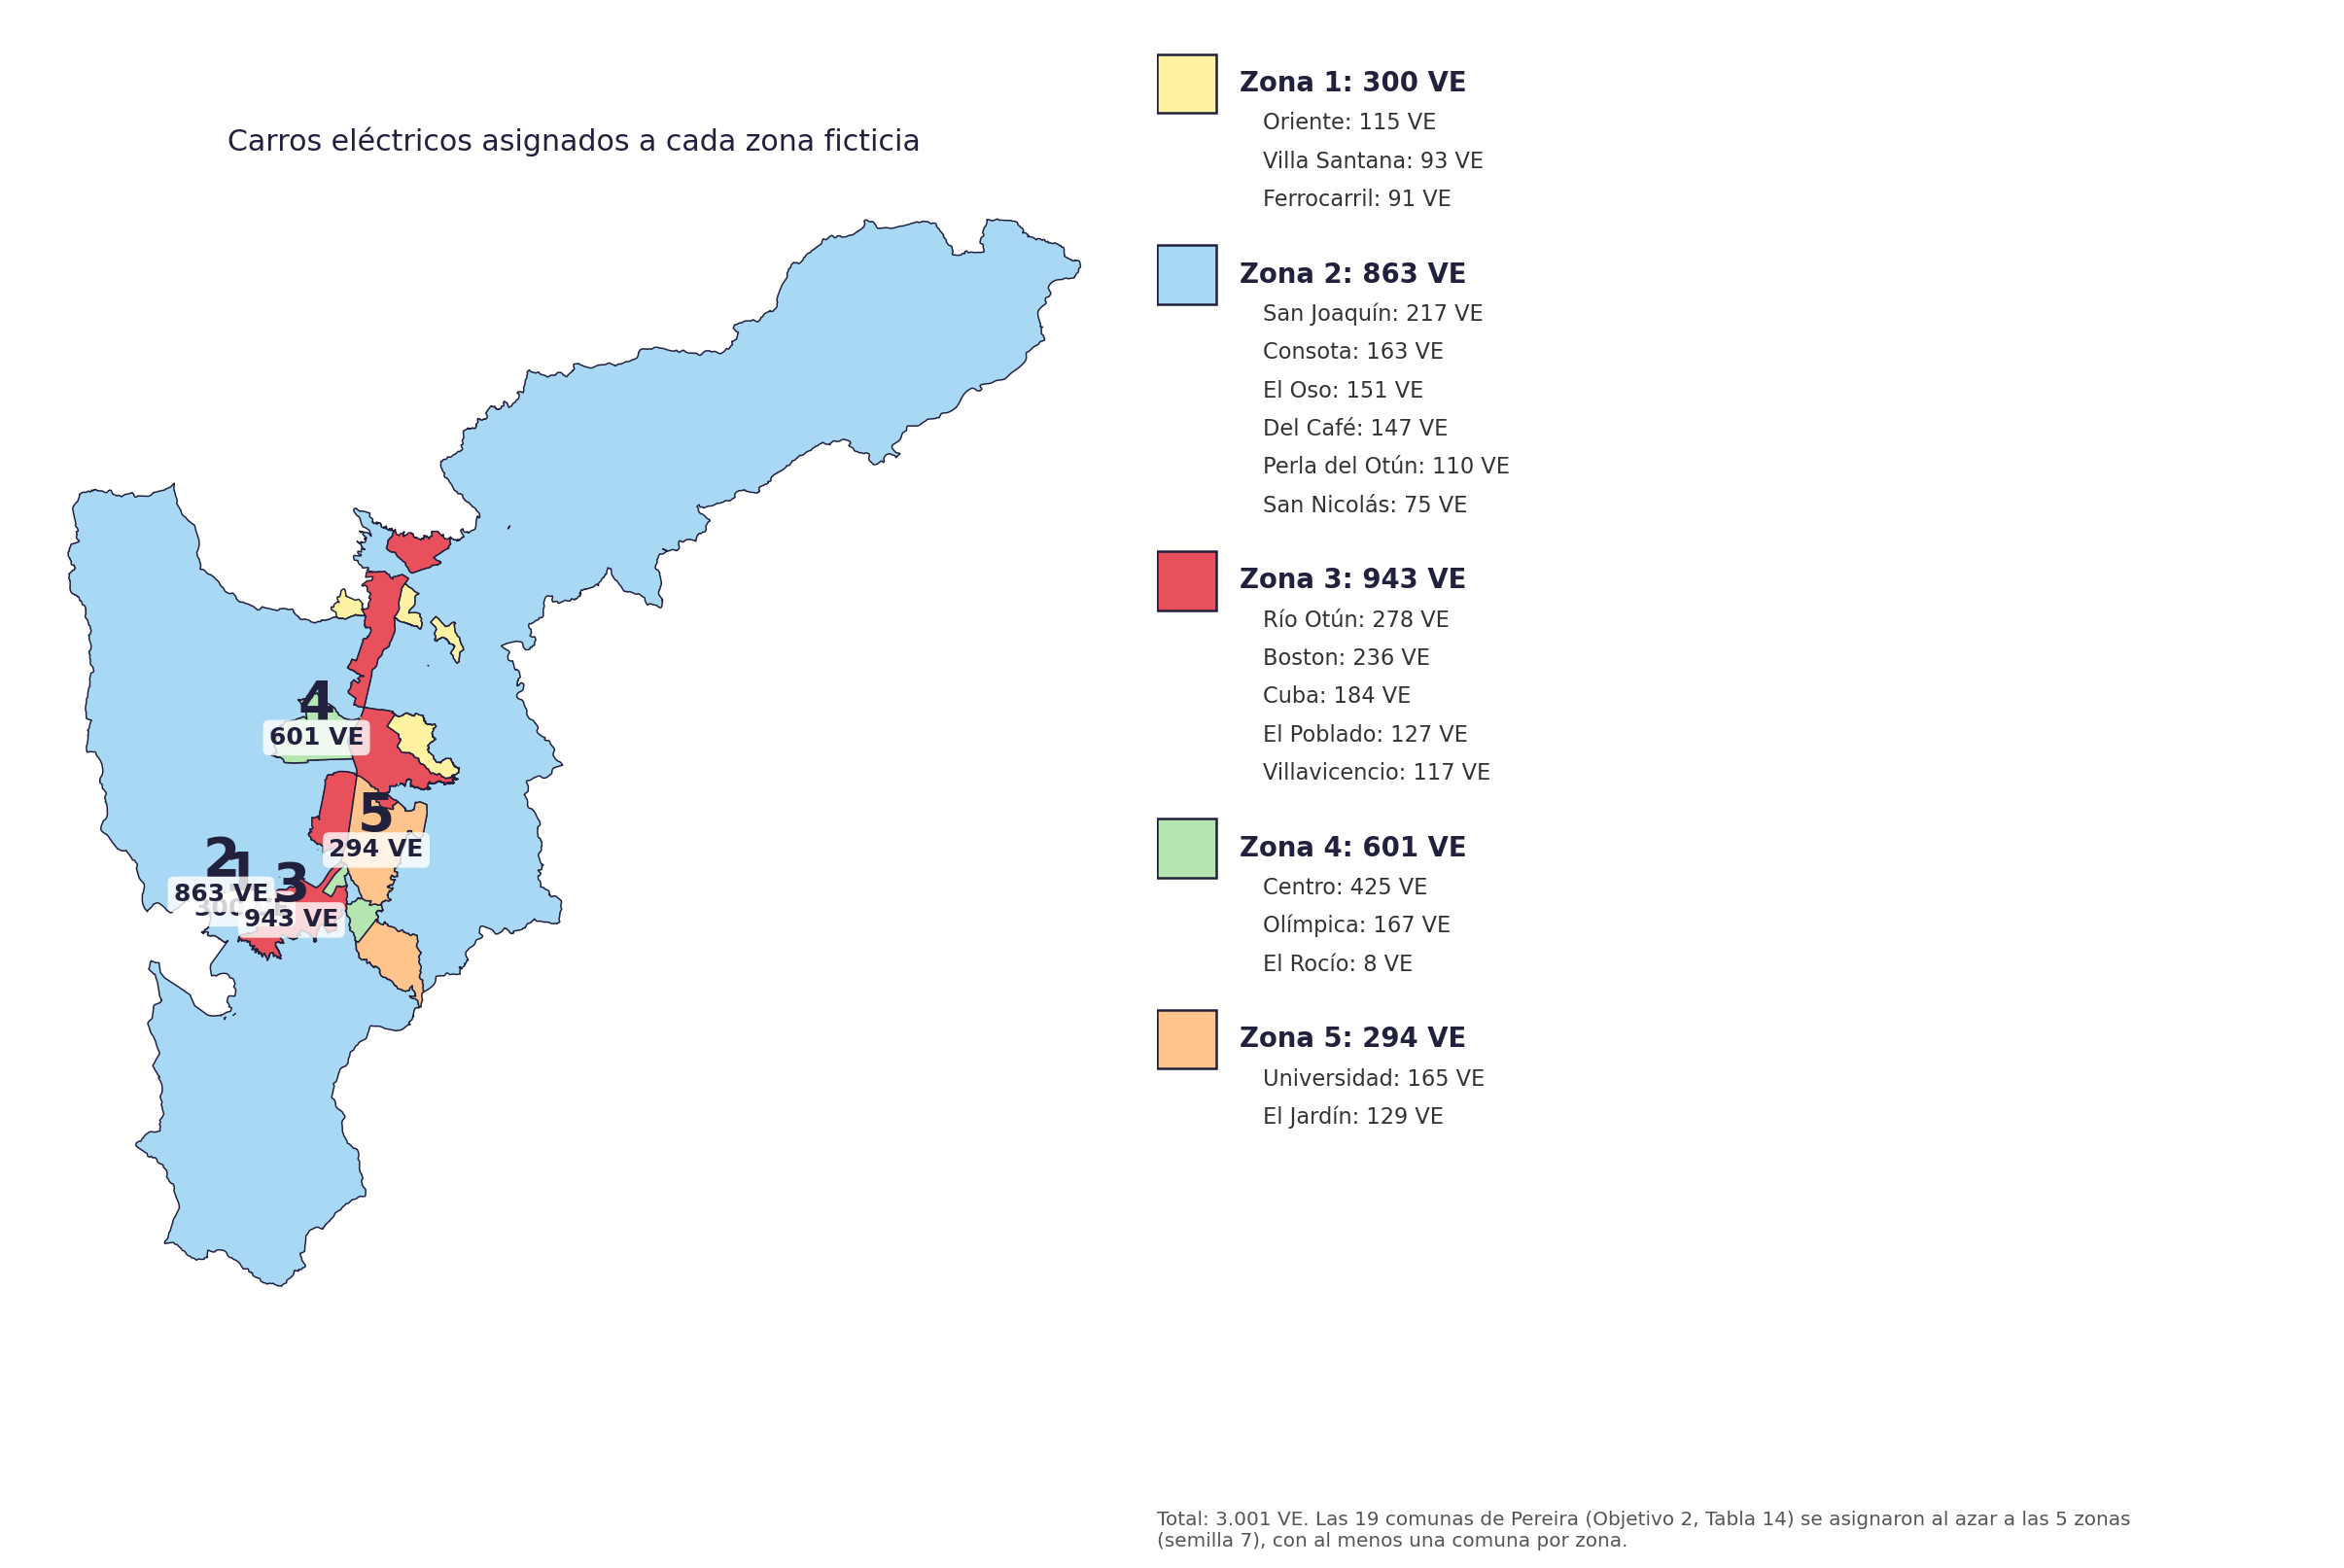 Carros eléctricos asignados a cada zona ficticia
4
601 VE
5
294 VE
2
1
3
863 VE
300
943 VE
Zona 1: 300 VE
Oriente: 115 VE
Villa Santana: 93 VE
Ferrocarril: 91 VE
Zona 2: 863 VE
San Joaquín: 217 VE
Consota: 163 VE
El Oso: 151 VE
Del Café: 147 VE
Perla del Otún: 110 VE
San Nicolás: 75 VE
Zona 3: 943 VE
Río Otún: 278 VE
Boston: 236 VE
Cuba: 184 VE
El Poblado: 127 VE
Villavicencio: 117 VE
Zona 4: 601 VE
Centro: 425 VE
Olímpica: 167 VE
El Rocío: 8 VE
Zona 5: 294 VE
Universidad: 165 VE
El Jardín: 129 VE
Total: 3.001 VE. Las 19 comunas de Pereira (Objetivo 2, Tabla 14) se asignaron al azar a las 5 zonas
(semilla 7), con al menos una comuna por zona.